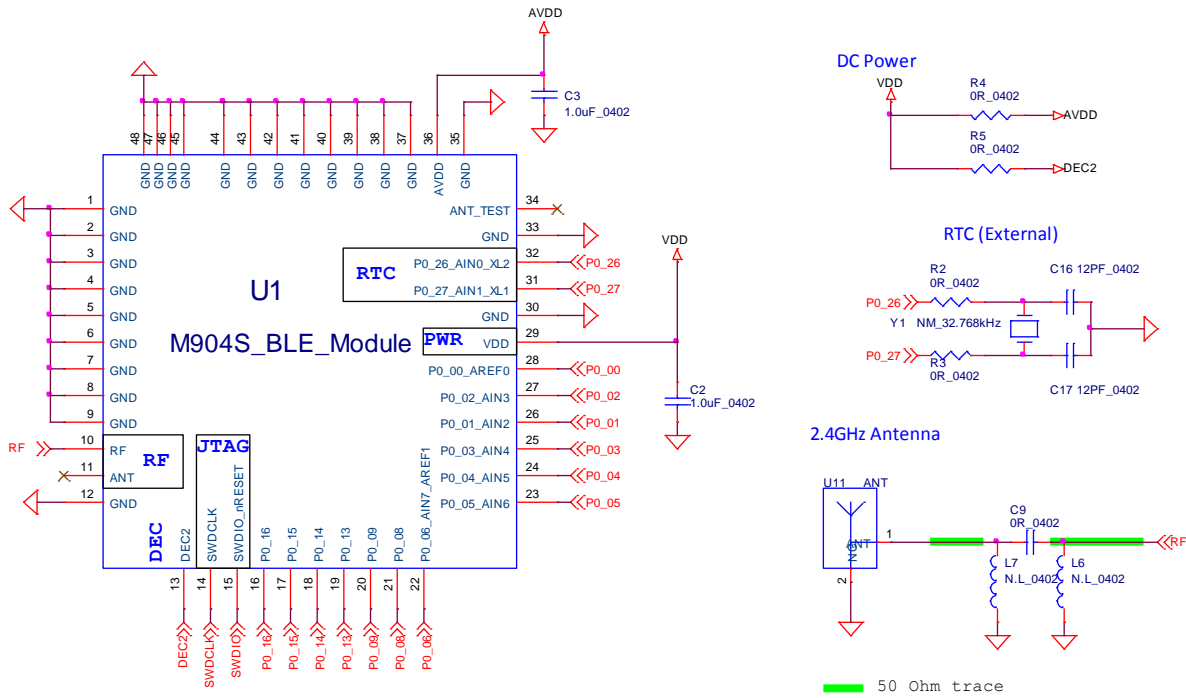 AVDD
C3
1.0uF_0402
48
47
46
45
44
43
42
41
40
39
38
37
36
35
GND
GND
GND
GND
GND
GND
GND
GND
GND
GND
GND
GND
AVDD
GND
1
GND
2
GND
3
GND
4
GND
5
GND
6
GND
7
GND
8
GND
9
GND
RF
10
RF
11
ANT
RF
12
GND
U1
M904S_BLE_Module
34
ANT_TEST
33
GND
RTC
32
P0_26_AIN0_XL2
P0_26
31
P0_27_AIN1_XL1
P0_27
30
GND
PWR
29
VDD
VDD
C2
1.0uF_0402
28
P0_00_AREF0
P0_00
27
P0_02_AIN3
P0_02
26
P0_01_AIN2
P0_01
25
P0_03_AIN4
P0_03
24
P0_04_AIN5
P0_04
23
P0_05_AIN6
P0_05
JTAG
DEC
DEC2
SWDCLK
SWDIO_nRESET
P0_16
P0_15
P0_14
P0_13
P0_09
P0_08
P0_06_AIN7_AREF1
13
14
15
16
17
18
19
20
21
22
DEC2
SWDCLK
SWDIO
P0_16
P0_15
P0_14
P0_13
P0_09
P0_08
P0_06
DC Power
VDD
R4
0R_0402
AVDD
R5
0R_0402
DEC2
RTC (External)
R2
0R_0402
C16 12PF_0402
P0_26
Y1 NM_32.768kHz
P0_27
R3
0R_0402
C17 12PF_0402
2.4GHz Antenna
U11 ANT
ANT
NC
1
2
C9
0R_0402
RF
L7
N.L_0402
L6
N.L_0402
50 Ohm trace